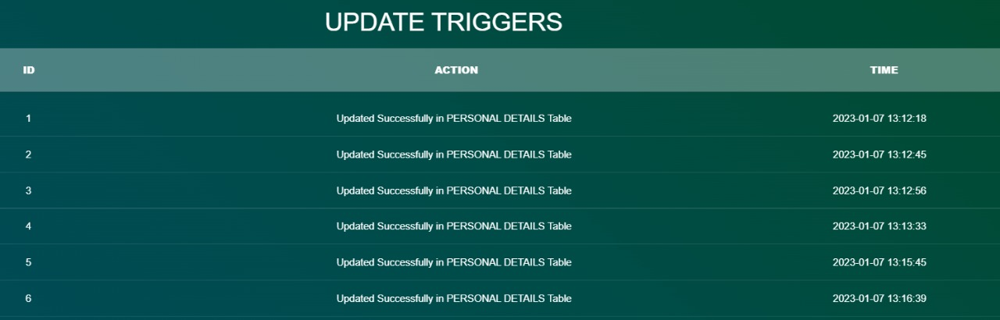 UPDATE TRIGGERS
ID ACTION TIME
1 Updated Successfully in PERSONAL DETAILS Table 2023-01-07 13:12:18
2 Updated Successfully in PERSONAL DETAILS Table 2023-01-07 13:12:45
3 Updated Successfully in PERSONAL DETAILS Table 2023-01-07 13:12:56
4 Updated Successfully in PERSONAL DETAILS Table 2023-01-07 13:13:33
5 Updated Successfully in PERSONAL DETAILS Table 2023-01-07 13:15:45
6 Updated Successfully in PERSONAL DETAILS Table 2023-01-07 13:16:39